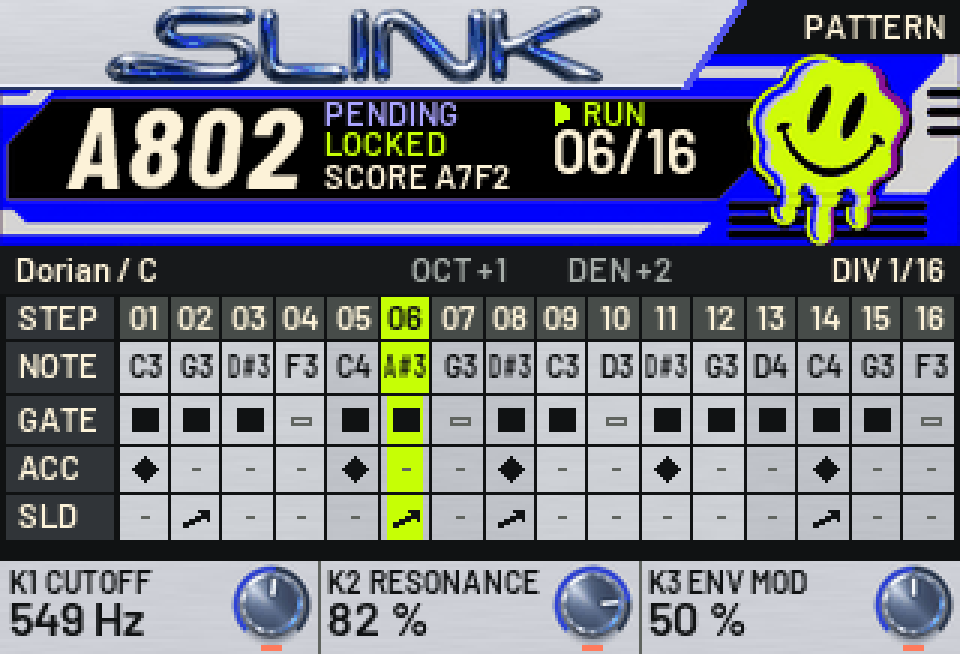 SLINK
PATTERN
A802
PENDING
LOCKED
SCORE A7F2
RUN
06/16
Dorian / C OCT +1 DEN +2 DIV 1/16
STEP 01 02 03 04 05 06 07 08 09 10 11 12 13 14 15 16
NOTE C3 G3 D#3 F3 C4 A#3 G3 D#3 C3 D3 D#3 G3 D4 C4 G3 F3
GATE
ACC - - - - - - - - - - -
SLD - - - - - - - - - - - -
K1 CUTOFF
549 Hz
K2 RESONANCE
82 %
K3 ENV MOD
50 %